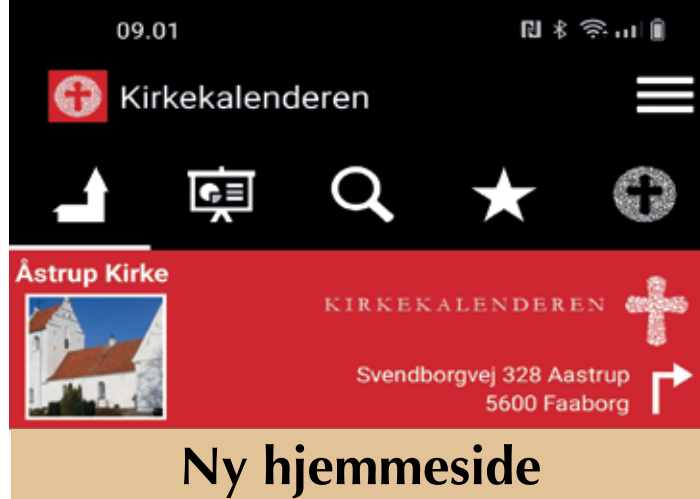 09.01
Kirkekalenderen
Åstrup Kirke
KIRKEKALENDEREN
Svendborgvej 328 Aastrup
5600 Faaborg
Ny hjemmeside